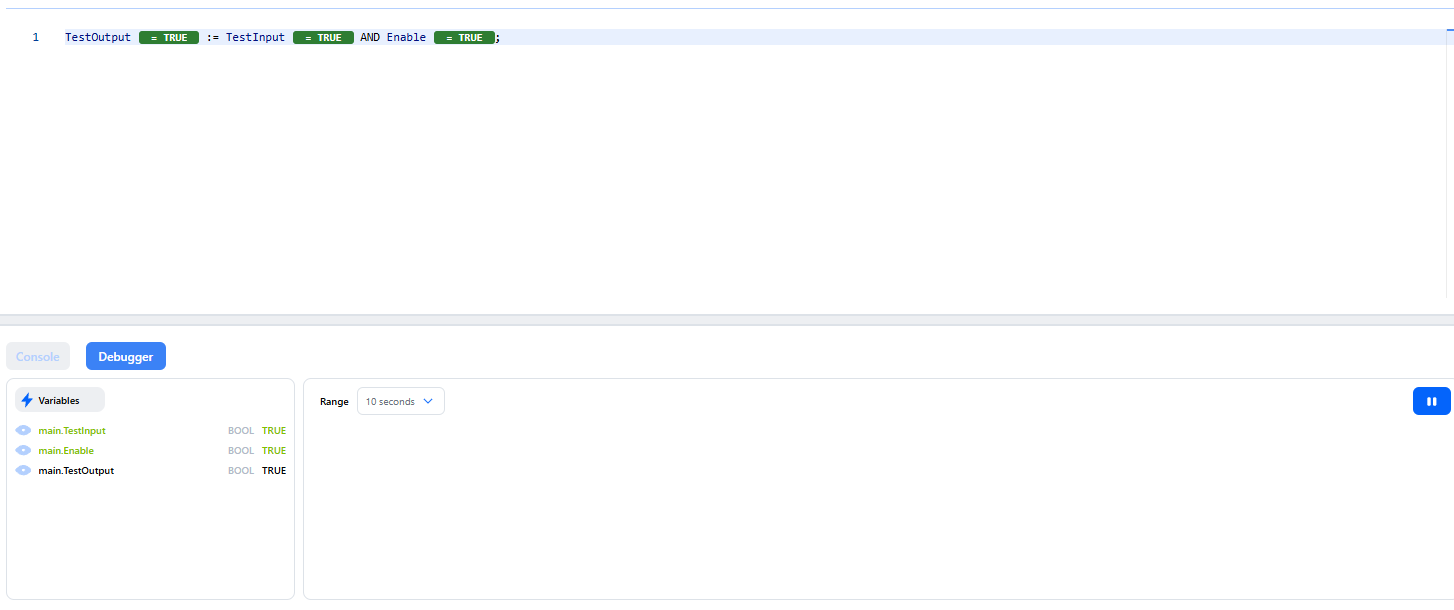 1 TestOutput = TRUE := TestInput = TRUE AND Enable = TRUE ;
Console Debugger
Variables
main.TestInput BOOL TRUE
main.Enable BOOL TRUE
main.TestOutput BOOL TRUE
Range 10 seconds